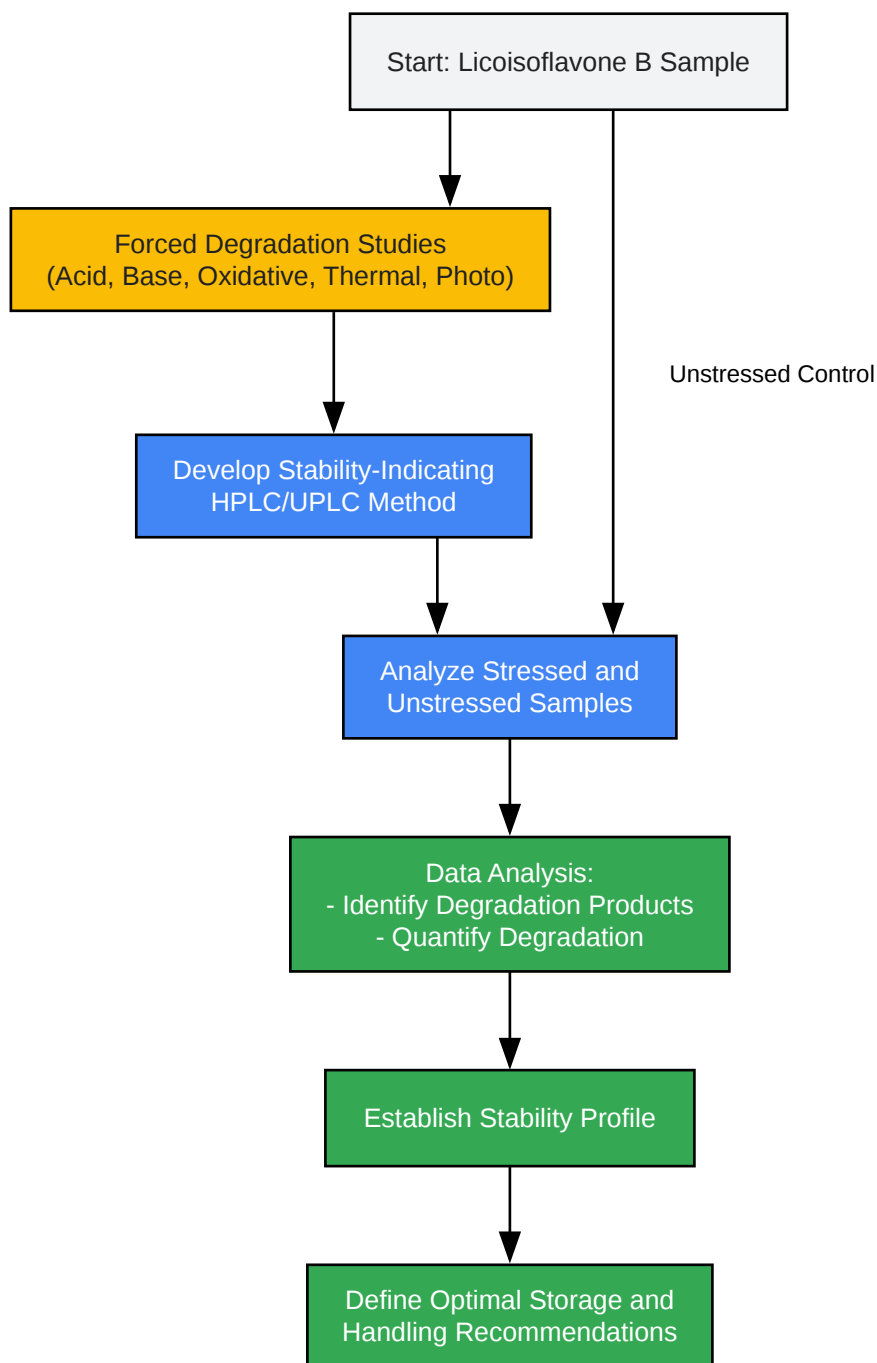 Start: Licoisoflavone B Sample
Forced Degradation Studies
(Acid, Base, Oxidative, Thermal, Photo)
Unstressed Control
Develop Stability-Indicating
HPLC/UPLC Method
Analyze Stressed and
Unstressed Samples
Data Analysis:
- Identify Degradation Products
- Quantify Degradation
Establish Stability Profile
Define Optimal Storage and
Handling Recommendations